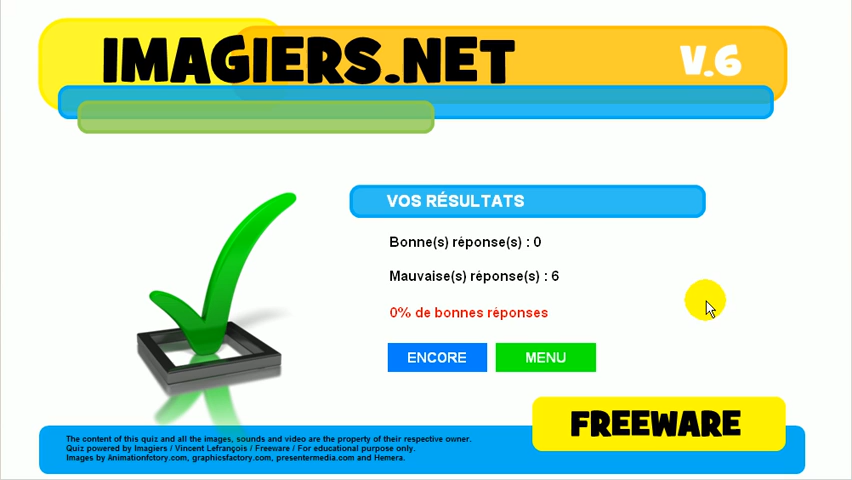 IMAGIERS.NET
V.6
VOS RÉSULTATS
Bonne(s) réponse(s) : 0
Mauvaise(s) réponse(s) : 6
0% de bonnes réponses
ENCORE
MENU
FREEWARE
The content of this quiz and all the images, sounds and video are the property of their respective owner.
Quiz powered by Imagiers / Vincent Lefrançois / Freeware / For educational purpose only.
Images by Animationfctory.com, graphicsfactory.com, presentermedia.com and Hemera.